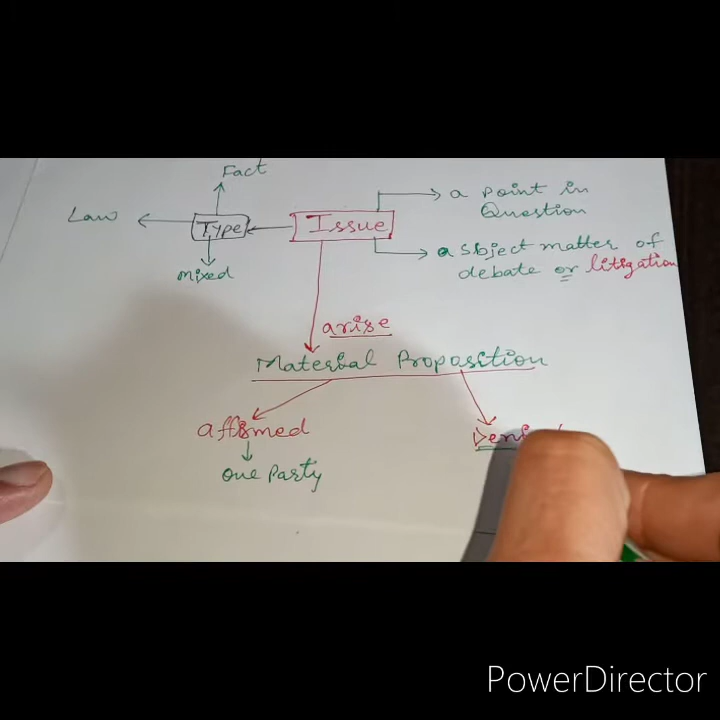 Fact
a point in
Question
Law
Type
Issue
a sbject matter of
debate or litigation
mixed
arise
Material Proposition
affirmed
one Party
PowerDirector